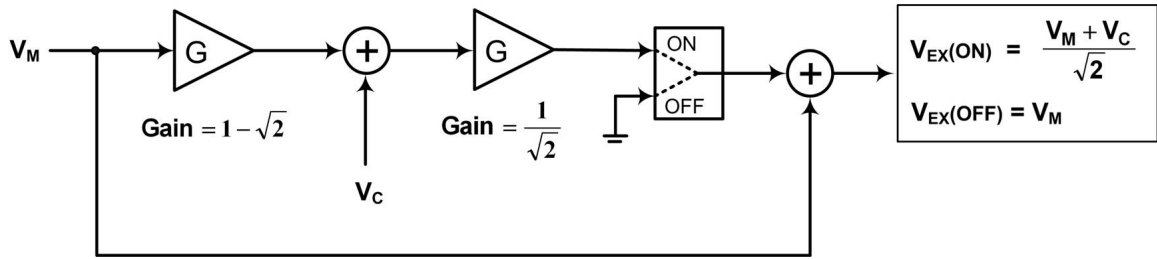 V_M
G
Gain = 1 − √2
V_C
+
G
Gain = 1/√2
ON
OFF
+
V_EX(ON) = (V_M + V_C)/√2
V_EX(OFF) = V_M